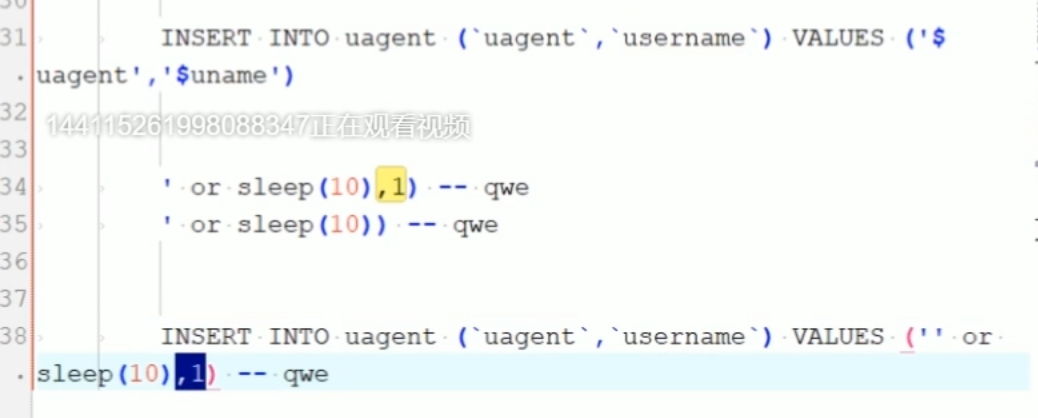 31 INSERT INTO uagent (`uagent`,`username`) VALUES ('$
uagent','$uname')
32
144115261998088347正在观看视频
33
34 ' or sleep(10),1) -- qwe
35 ' or sleep(10)) -- qwe
36
37
38 INSERT INTO uagent (`uagent`,`username`) VALUES ('' or
sleep(10),1) -- qwe